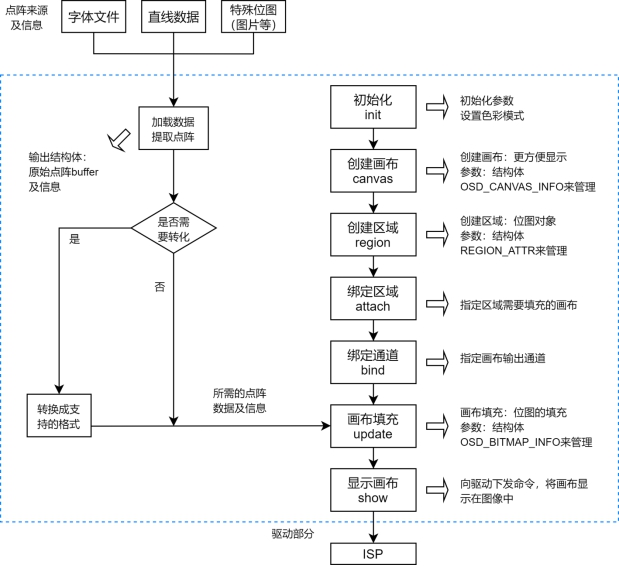 点阵来源
及信息
字体文件
直线数据
特殊位图
(图片等)
加载数据
提取点阵
输出结构体:
原始点阵buffer
及信息
是否需
要转化
是
否
转换成支
持的格式
所需的点阵
数据及信息
初始化
init
初始化参数
设置色彩模式
创建画布
canvas
创建画布:更方便显示
参数:结构体
OSD_CANVAS_INFO来管理
创建区域
region
创建区域:位图对象
参数:结构体
REGION_ATTR来管理
绑定区域
attach
指定区域需要填充的画布
绑定通道
bind
指定画布输出通道
画布填充
update
画布填充:位图的填充
参数:结构体
OSD_BITMAP_INFO来管理
显示画布
show
向驱动下发命令,将画布显
示在图像中
驱动部分
ISP